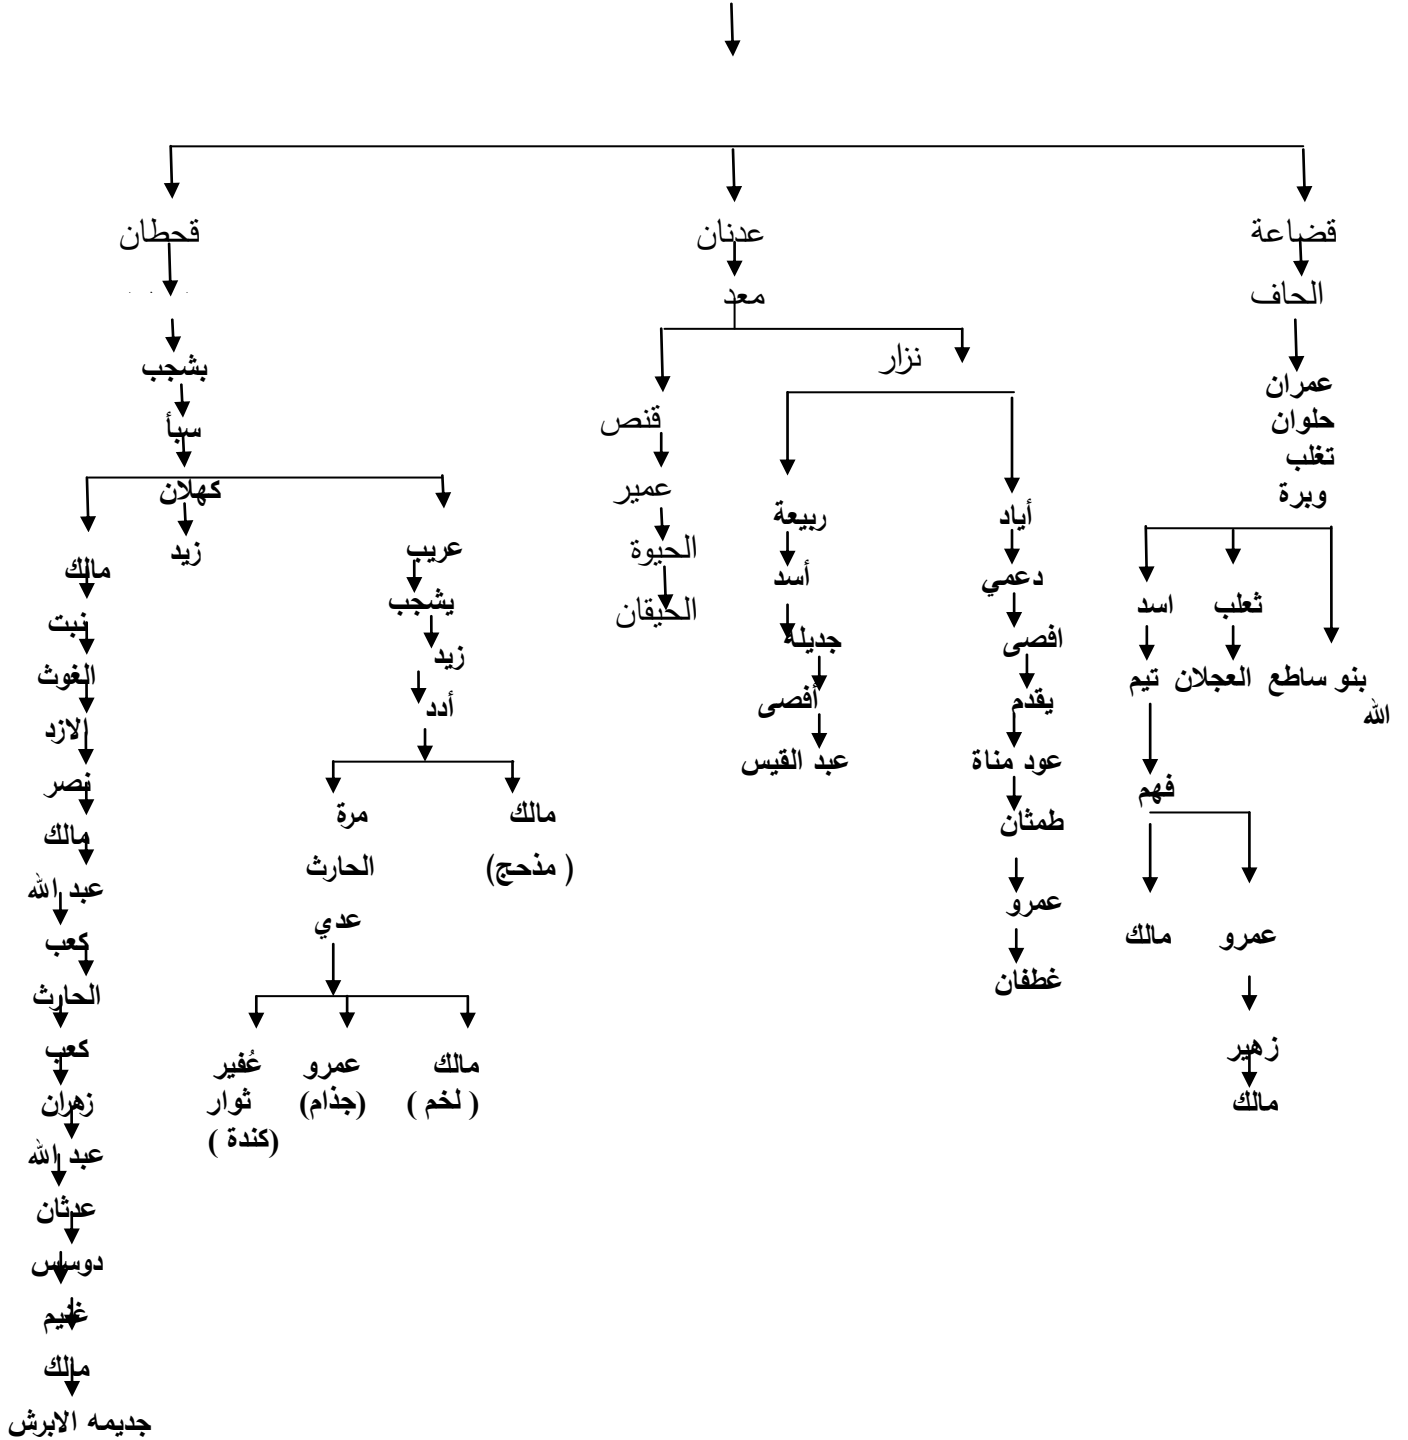 قضاعة
الحاف
عمران
حلوان
تغلب
وبرة
بنو ساطع
الله
ثعلب
العجلان
اسد
تيم
فهم
عمرو
زهير
مالك
مالك
عدنان
معد
نزار
أياد
دعمي
افصى
يقدم
عود مناة
طمثان
عمرو
غطفان
ربيعة
أسد
جديلة
أفصى
عبد القيس
قنص
عمير
الحيوة
الحيقان
قحطان
بشجب
سبأ
كهلان
زيد
عريب
يشجب
زيد
أدد
مالك
( مذحج)
مرة
الحارث
عدي
مالك
( لخم )
عمرو
(جذام)
عُفير
ثوار
(كندة )
مالك
نبت
الغوث
الازد
نصر
مالك
عبد الله
كعب
الحارث
كعب
زهران
عبد الله
عدثان
دوسس
مالك
جديمه الابرش